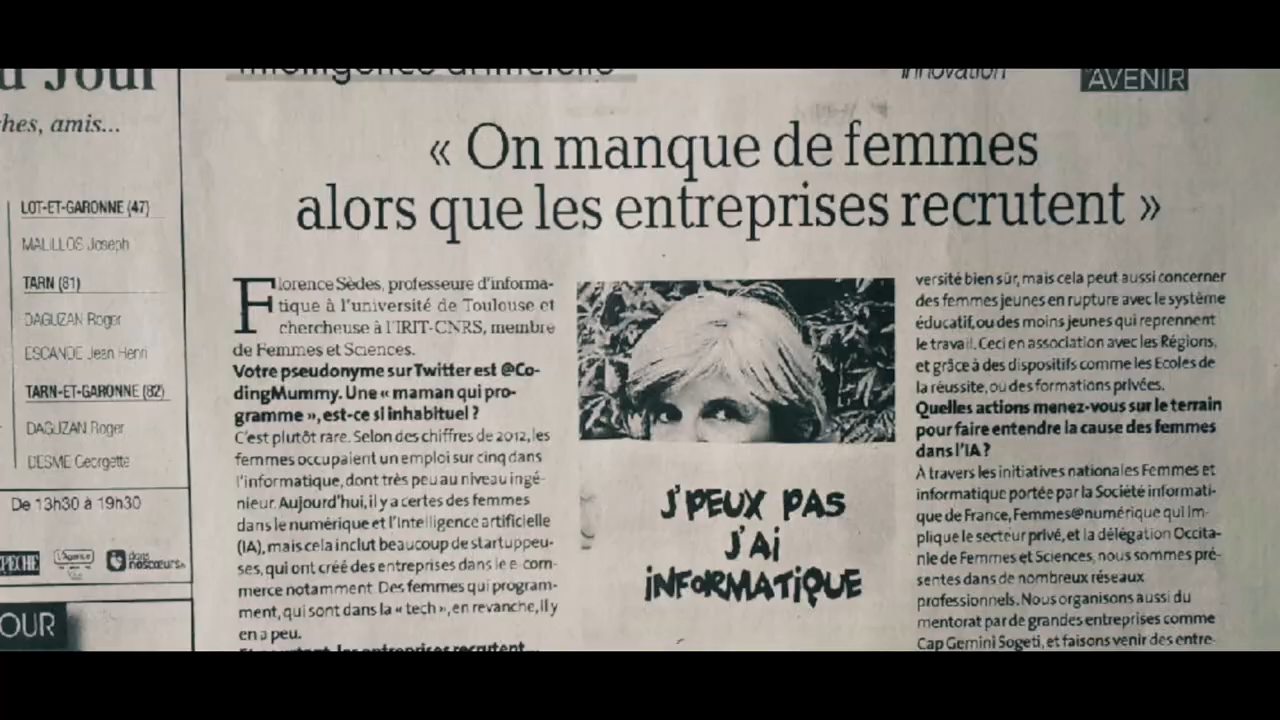 u Jour
ches, amis...
LOT-ET-GARONNE (47)
MALILLOS Joseph
TARN (81)
DAGUZAN Roger
ESCANDE Jean Henri
TARN-ET-GARONNE (82)
DAGUZAN Roger
DESME Georgette
De 13h30 à 19h30
PÊCHE
dans
noscœurs
OUR
Intelligence artificielle
innovation
AVENIR
« On manque de femmes
alors que les entreprises recrutent »
Florence Sèdes, professeure d'informa-
tique à l'université de Toulouse et
chercheuse à l'IRIT-CNRS, membre
de Femmes et Sciences.
Votre pseudonyme sur Twitter est @Co-
dingMummy. Une « maman qui pro-
gramme », est-ce si inhabituel ?
C'est plutôt rare. Selon des chiffres de 2012, les
femmes occupaient un emploi sur cinq dans
l'informatique, dont très peu au niveau ingé-
nieur. Aujourd'hui, il y a certes des femmes
dans le numérique et l'Intelligence artificielle
(IA), mais cela inclut beaucoup de startuppeu-
ses, qui ont créé des entreprises dans le e-com-
merce notamment. Des femmes qui program-
ment, qui sont dans la « tech », en revanche, il y
en a peu.
Et pourtant, les entreprises recrutent...
J'PEUX PAS
J'Ai
iNFORMATiQUE
versité bien sûr, mais cela peut aussi concerner
des femmes jeunes en rupture avec le système
éducatif, ou des moins jeunes qui reprennent
le travail. Ceci en association avec les Régions,
et grâce à des dispositifs comme les Ecoles de
la réussite, ou des formations privées.
Quelles actions menez-vous sur le terrain
pour faire entendre la cause des femmes
dans l'IA ?
À travers les initiatives nationales Femmes et
informatique portée par la Société informati-
que de France, Femmes@numérique qui im-
plique le secteur privé, et la délégation Occita-
nie de Femmes et Sciences, nous sommes pré-
sentes dans de nombreux réseaux
professionnels. Nous organisons aussi du
mentorat par de grandes entreprises comme
Cap Gemini Sogeti, et faisons venir des entre-